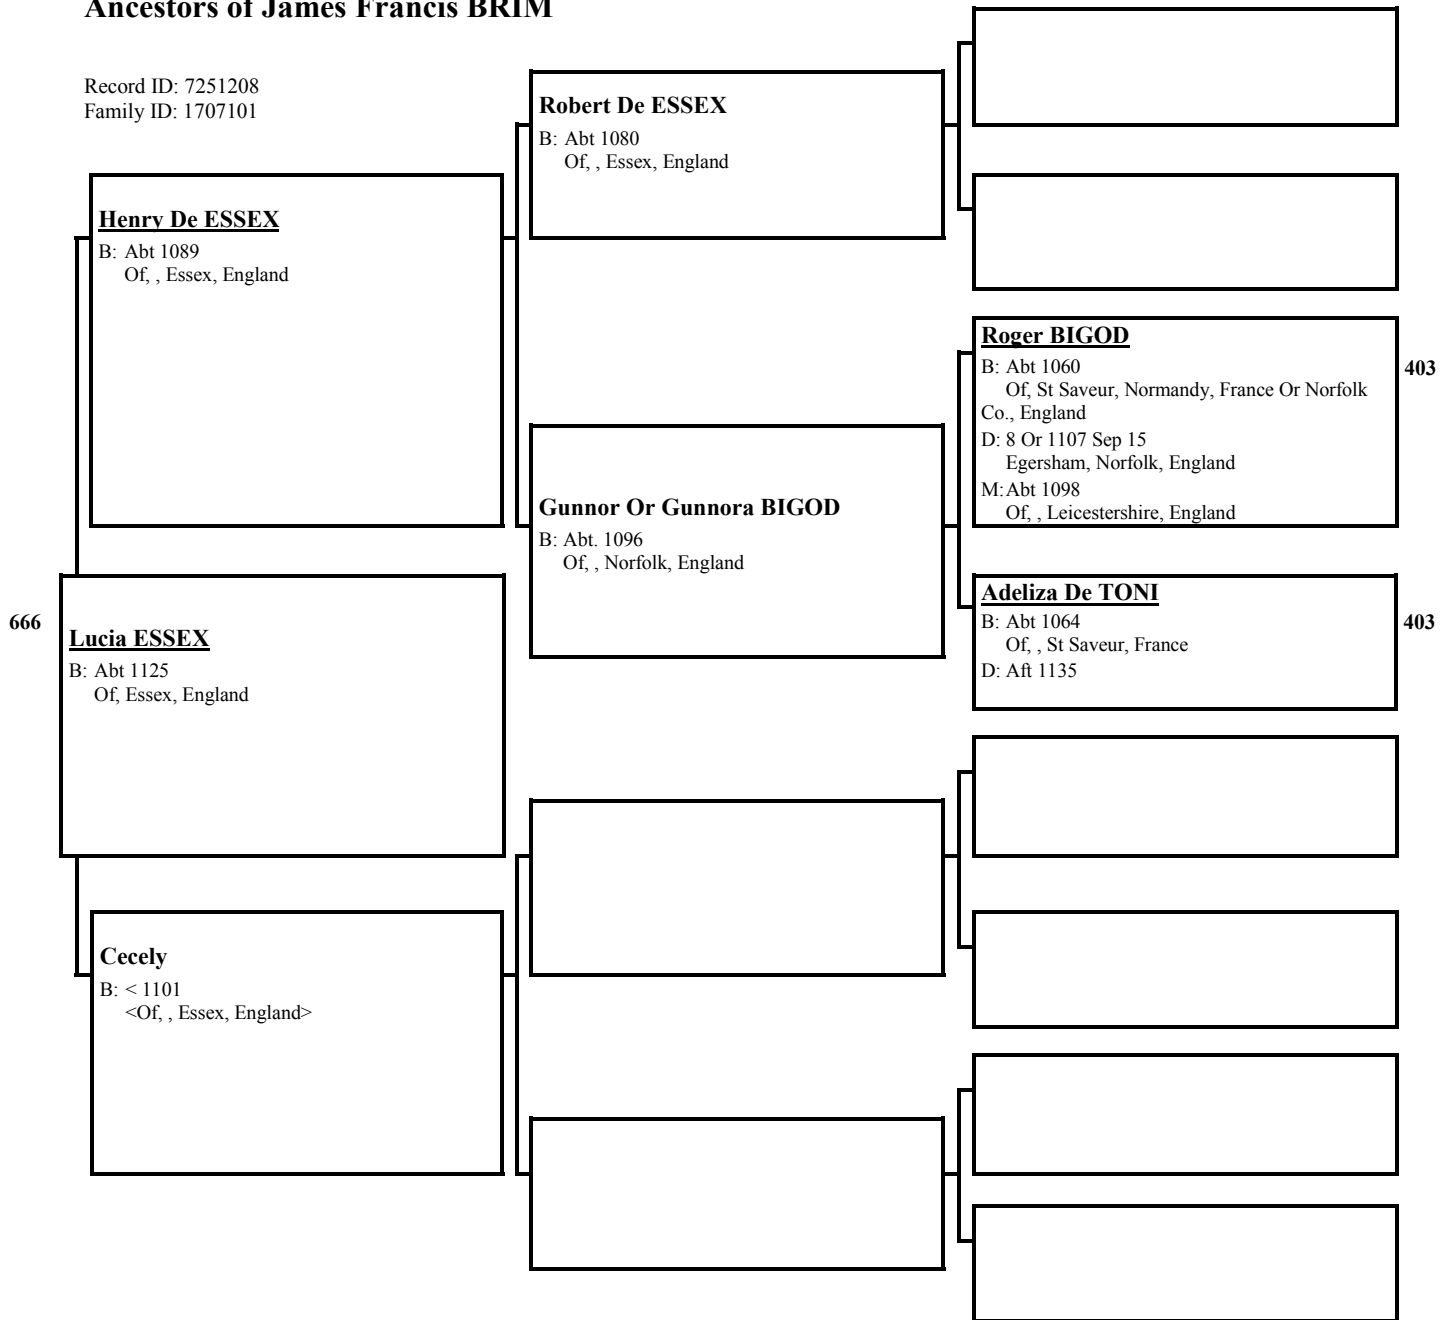 Ancestors of James Francis BRIM
Record ID: 7251208
Family ID: 1707101
Robert De ESSEX
B: Abt 1080
Of, , Essex, England
Henry De ESSEX
B: Abt 1089
Of, , Essex, England
Roger BIGOD
B: Abt 1060
Of, St Saveur, Normandy, France Or Norfolk
Co., England
D: 8 Or 1107 Sep 15
Egersham, Norfolk, England
M: Abt 1098
Of, , Leicestershire, England
403
Gunnor Or Gunnora BIGOD
B: Abt. 1096
Of, , Norfolk, England
Adeliza De TONI
B: Abt 1064
Of, , St Saveur, France
D: Aft 1135
403
666
Lucia ESSEX
B: Abt 1125
Of, Essex, England
Cecely
B: < 1101
<Of, , Essex, England>